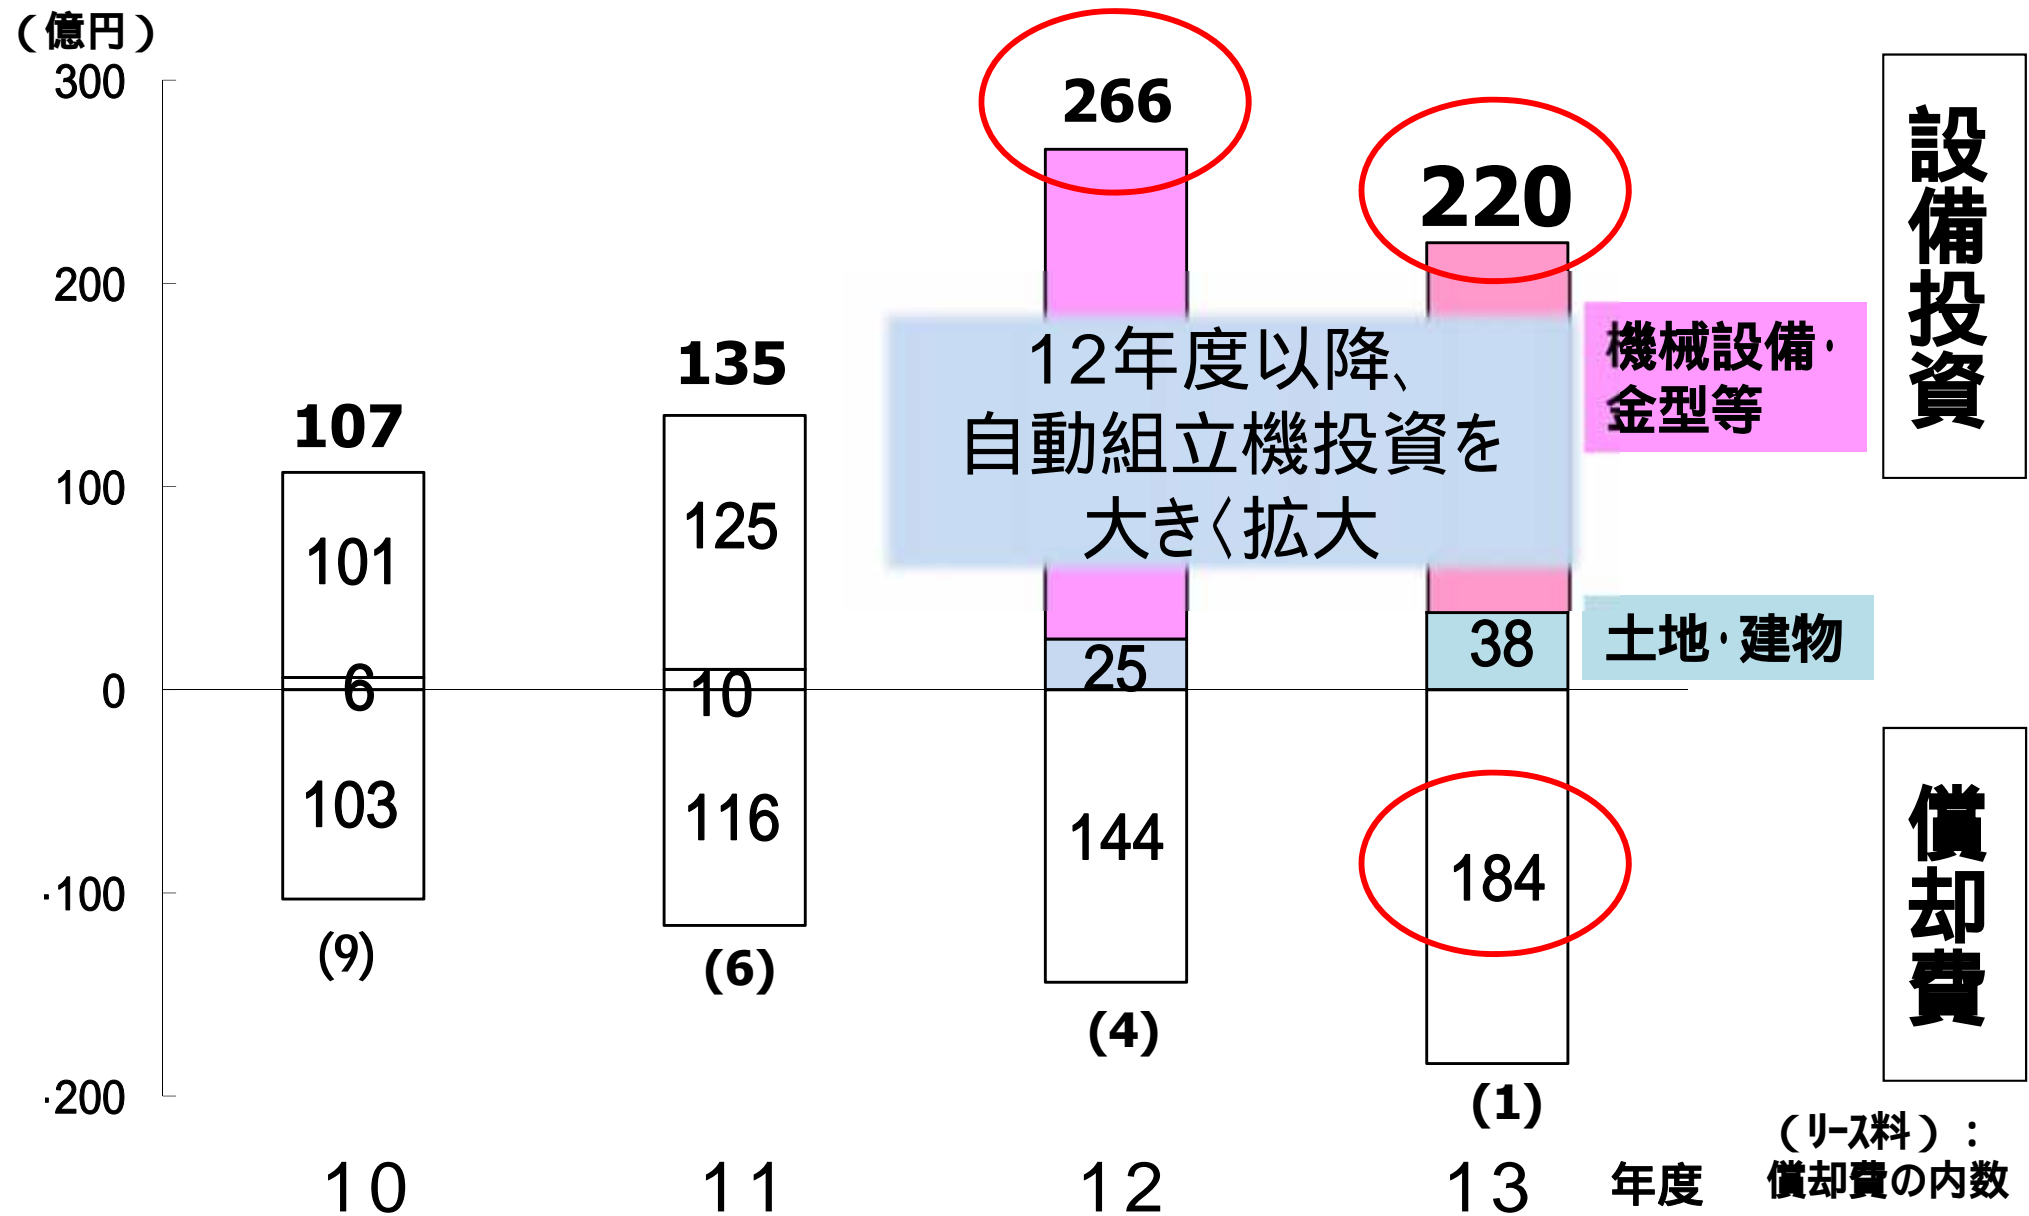 （億円）
300
200
100
0
-100
-200
107
101
6
103
(9)
135
125
10
116
(6)
266
25
144
(4)
220
38
184
(1)
12年度以降、
自動組立機投資を
大きく拡大
機械設備・
金型等
土地・建物
設備投資
償却費
10
11
12
13
年度
（リース料）：
償却費の内数